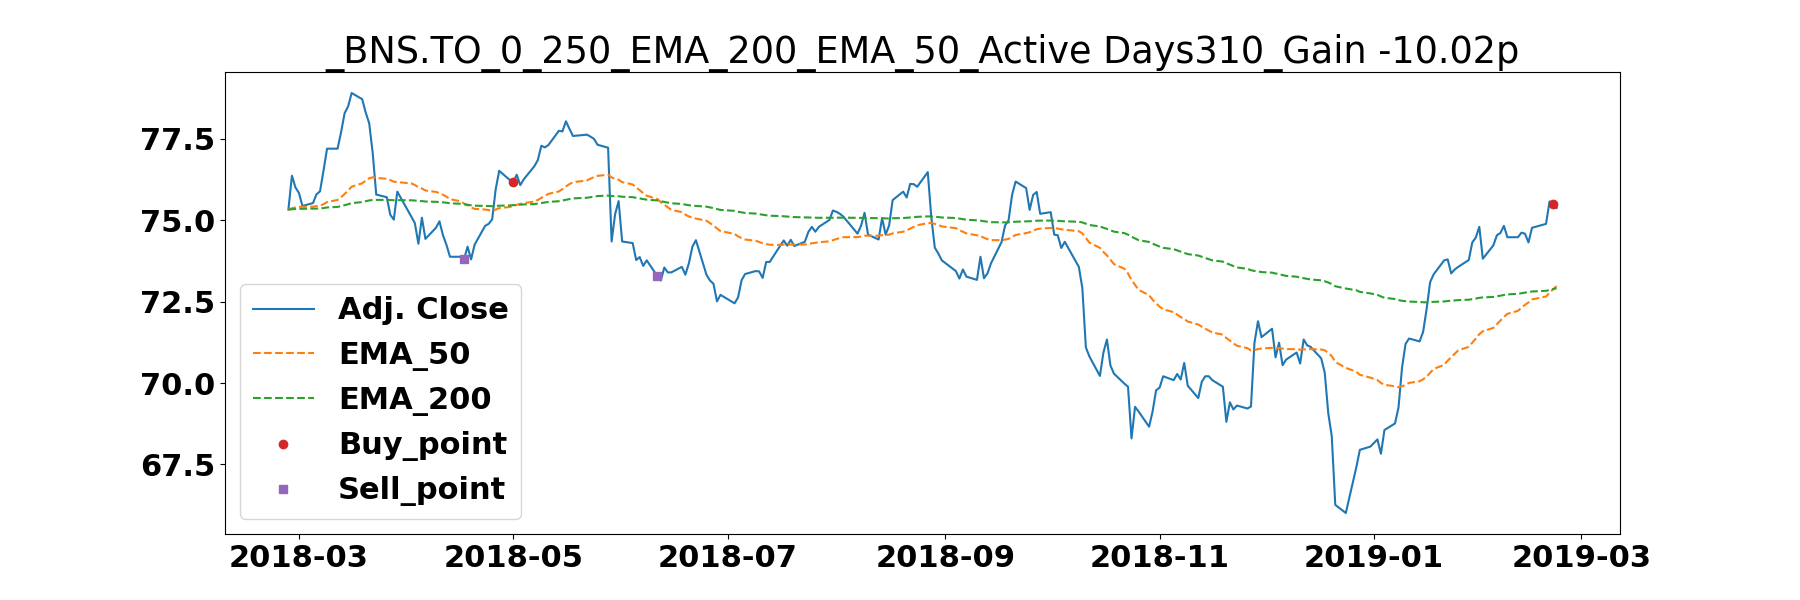 _BNS.TO_0_250_EMA_200_EMA_50_Active Days310_Gain -10.02p
77.5
75.0
72.5
70.0
67.5
Adj. Close
EMA_50
EMA_200
Buy_point
Sell_point
2018-03 2018-05 2018-07 2018-09 2018-11 2019-01 2019-03